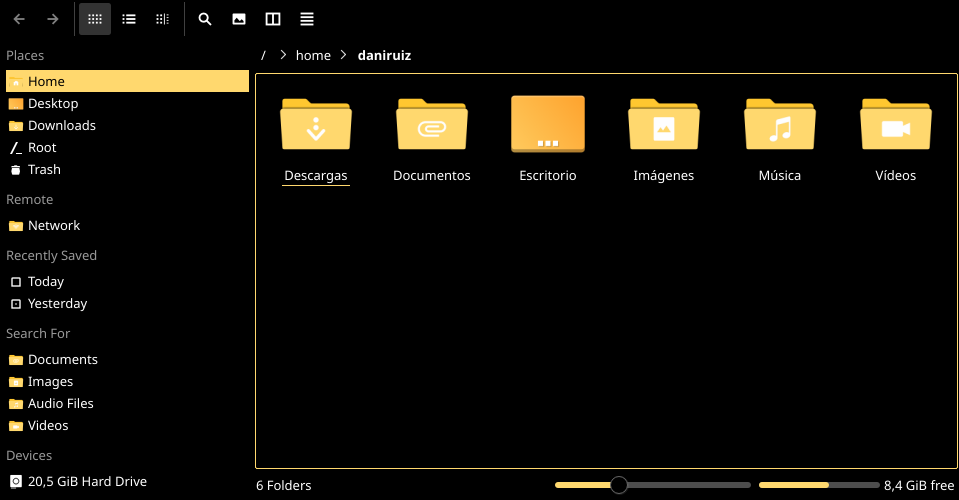 Places
Home
Desktop
Downloads
Root
Trash
Remote
Network
Recently Saved
Today
Yesterday
Search For
Documents
Images
Audio Files
Videos
Devices
20,5 GiB Hard Drive
/ > home > daniruiz
Descargas Documentos Escritorio Imágenes Música Vídeos
6 Folders 8,4 GiB free